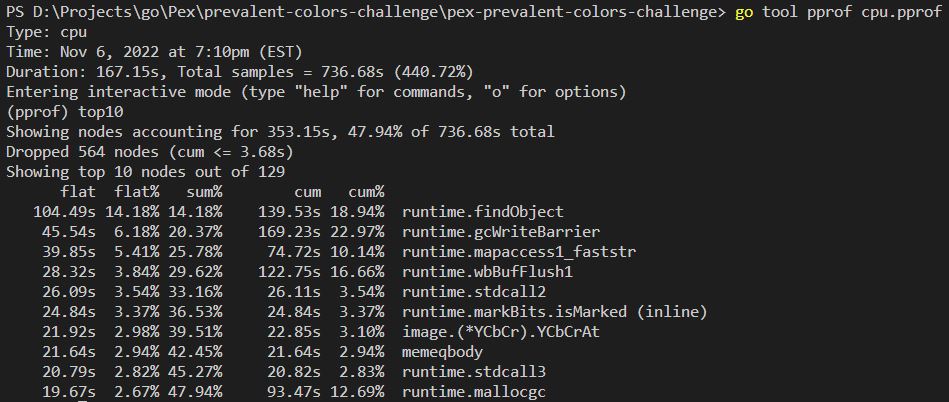 PS D:\Projects\go\Pex\prevalent-colors-challenge\pex-prevalent-colors-challenge> go tool pprof cpu.pprof
Type: cpu
Time: Nov 6, 2022 at 7:10pm (EST)
Duration: 167.15s, Total samples = 736.68s (440.72%)
Entering interactive mode (type "help" for commands, "o" for options)
(pprof) top10
Showing nodes accounting for 353.15s, 47.94% of 736.68s total
Dropped 564 nodes (cum <= 3.68s)
Showing top 10 nodes out of 129
      flat  flat%   sum%        cum   cum%
   104.49s 14.18% 14.18%    139.53s 18.94%  runtime.findObject
    45.54s  6.18% 20.37%    169.23s 22.97%  runtime.gcWriteBarrier
    39.85s  5.41% 25.78%     74.72s 10.14%  runtime.mapaccess1_faststr
    28.32s  3.84% 29.62%    122.75s 16.66%  runtime.wbBufFlush1
    26.09s  3.54% 33.16%     26.11s  3.54%  runtime.stdcall2
    24.84s  3.37% 36.53%     24.84s  3.37%  runtime.markBits.isMarked (inline)
    21.92s  2.98% 39.51%     22.85s  3.10%  image.(*YCbCr).YCbCrAt
    21.64s  2.94% 42.45%     21.64s  2.94%  memeqbody
    20.79s  2.82% 45.27%     20.82s  2.83%  runtime.stdcall3
    19.67s  2.67% 47.94%     93.47s 12.69%  runtime.mallocgc